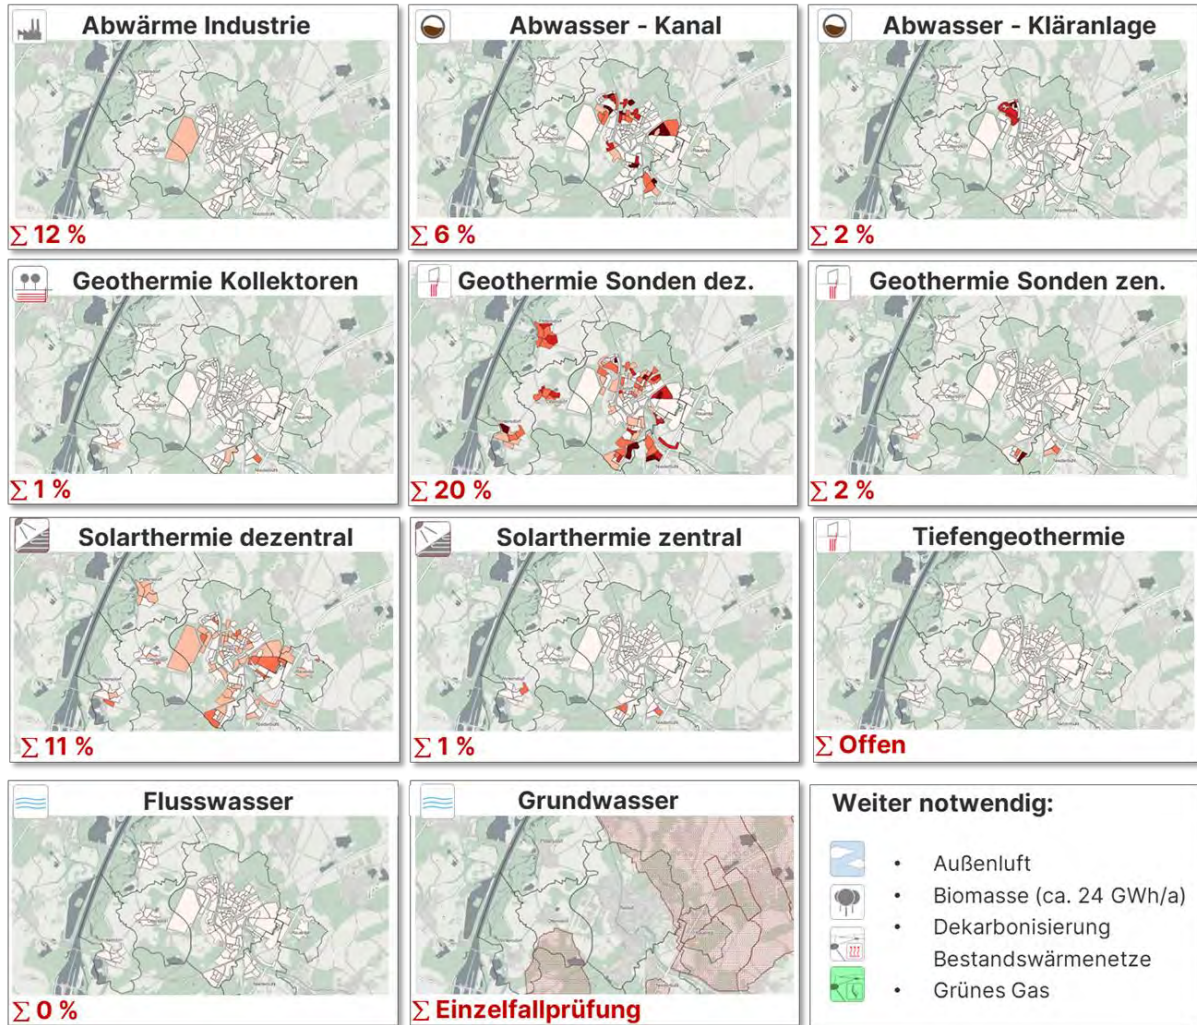 Abwärme Industrie
∑ 12 %
Abwasser - Kanal
∑ 6 %
Abwasser - Kläranlage
∑ 2 %
Geothermie Kollektoren
∑ 1 %
Geothermie Sonden dez.
∑ 20 %
Geothermie Sonden zen.
∑ 2 %
Solarthermie dezentral
∑ 11 %
Solarthermie zentral
∑ 1 %
Tiefengeothermie
∑ Offen
Flusswasser
∑ 0 %
Grundwasser
∑ Einzelfallprüfung
Weiter notwendig:
• Außenluft
• Biomasse (ca. 24 GWh/a)
• Dekarbonisierung
Bestandswärmenetze
• Grünes Gas